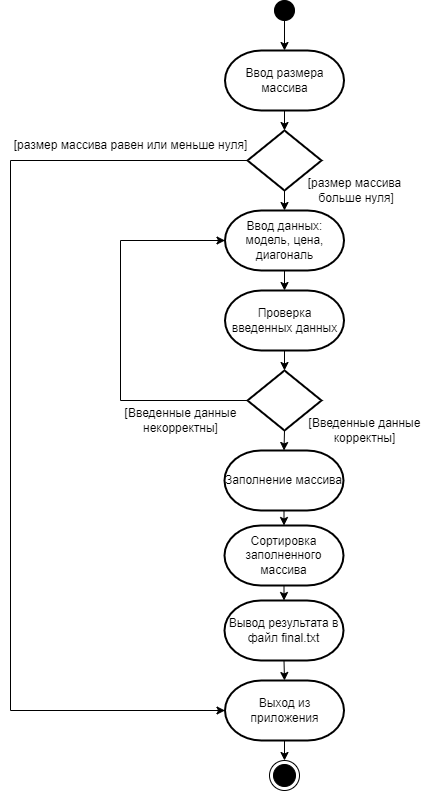 Ввод размера
массива
[размер массива равен или меньше нуля]
[размер массива
больше нуля]
Ввод данных:
модель, цена,
диагональ
Проверка
введенных данных
[Введенные данные
некорректны]
[Введенные данные
корректны]
Заполнение массива
Сортировка
заполненного
массива
Вывод результата в
файл final.txt
Выход из
приложения